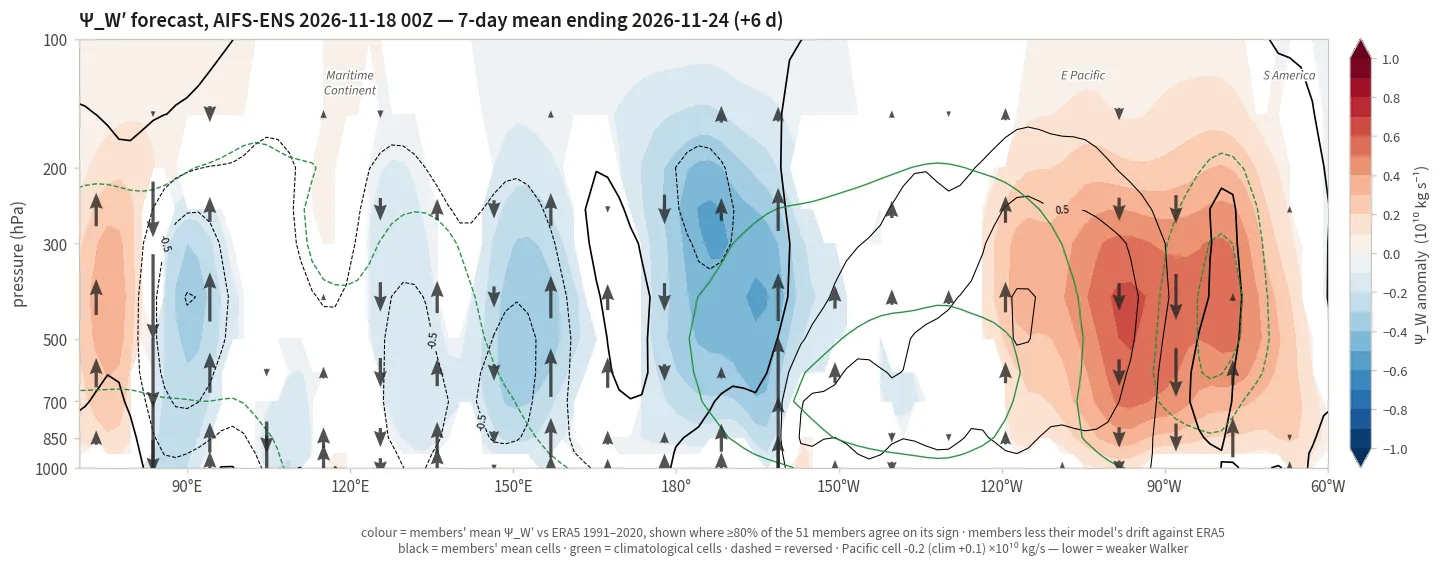 Ψ_W′ forecast, AIFS-ENS 2026-11-18 00Z — 7-day mean ending 2026-11-24 (+6 d)
100
200
300
400
500
700
850
1000
pressure (hPa)
Maritime
Continent
E Pacific
S America
-0.5
-0.5
-0.5
0.5
90°E
120°E
150°E
180°
150°W
120°W
90°W
60°W
1.0
0.8
0.6
0.4
0.2
0.0
−0.2
−0.4
−0.6
−0.8
−1.0
Ψ_W anomaly (10¹⁰ kg s⁻¹)
colour = members' mean Ψ_W′ vs ERA5 1991–2020, shown where ≥80% of the 51 members agree on its sign · members less their model's drift against ERA5
black = members' mean cells · green = climatological cells · dashed = reversed · Pacific cell -0.2 (clim +0.1) ×10¹⁰ kg/s — lower = weaker Walker